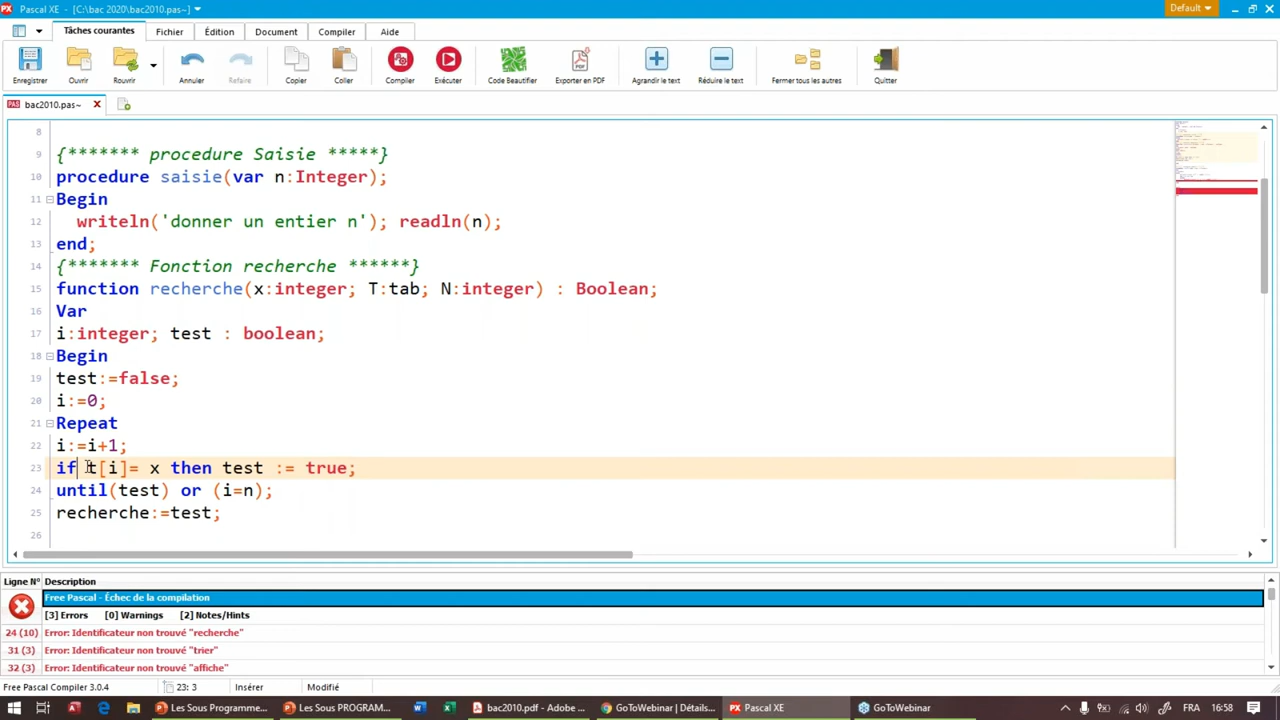 Pascal XE - [C:\bac 2020\bac2010.pas~]
Default
Tâches courantes Fichier Édition Document Compiler Aide
Enregistrer Ouvrir Rouvrir Annuler Refaire Copier Coller Compiler Exécuter Code Beautifier Exporter en PDF Agrandir le text Réduire le text Fermer tous les autres Quitter
PAS bac2010.pas~
8
9 {******* procedure Saisie *****}
10 procedure saisie(var n:Integer);
11 Begin
12 writeln('donner un entier n'); readln(n);
13 end;
14 {******* Fonction recherche ******}
15 function recherche(x:integer; T:tab; N:integer) : Boolean;
16 Var
17 i:integer; test : boolean;
18 Begin
19 test:=false;
20 i:=0;
21 Repeat
22 i:=i+1;
23 if t[i]= x then test := true;
24 until(test) or (i=n);
25 recherche:=test;
26
Ligne N° Description
Free Pascal - Échec de la compilation
[3] Errors [0] Warnings [2] Notes/Hints
24 (10) Error: Identificateur non trouvé "recherche"
31 (3) Error: Identificateur non trouvé "trier"
32 (3) Error: Identificateur non trouvé "affiche"
Free Pascal Compiler 3.0.4 23: 3 Insérer Modifié
Les Sous Programme... Les Sous PROGRAM... bac2010.pdf - Adobe ... GoToWebinar | Détails... Pascal XE GoToWebinar FRA 16:58